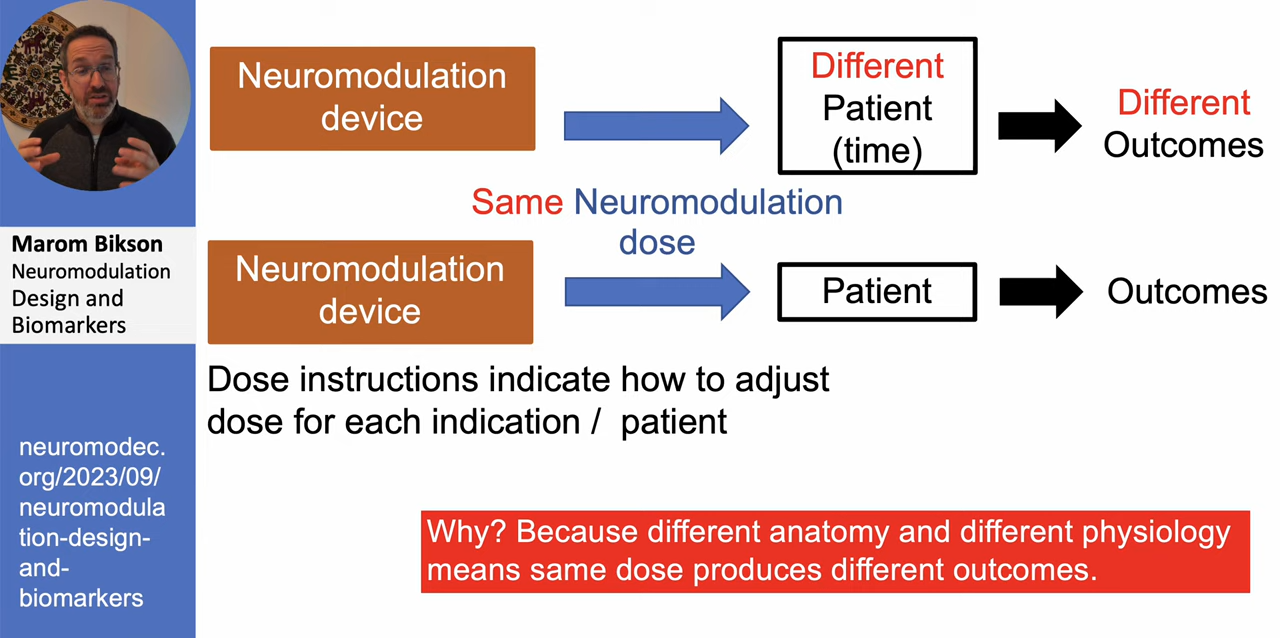 Neuromodulation
device
Different
Patient
(time)
Different
Outcomes
Same Neuromodulation
dose
Marom Bikson
Neuromodulation
Design and
Biomarkers
Neuromodulation
device
Patient
Outcomes
Dose instructions indicate how to adjust
dose for each indication / patient
neuromodec.
org/2023/09/
neuromodula
tion-design-
and-
biomarkers
Why? Because different anatomy and different physiology
means same dose produces different outcomes.